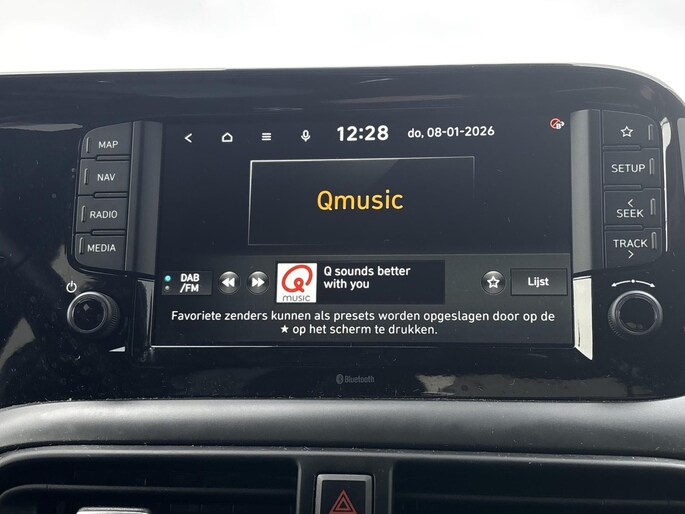 MAP
NAV
RADIO
MEDIA
12:28 do, 08-01-2026
Qmusic
DAB
/FM
Q
MUSIC
Q sounds better
with you
Lijst
Favoriete zenders kunnen als presets worden opgeslagen door op de
★ op het scherm te drukken.
☆
SETUP
<
SEEK
TRACK
>
Bluetooth